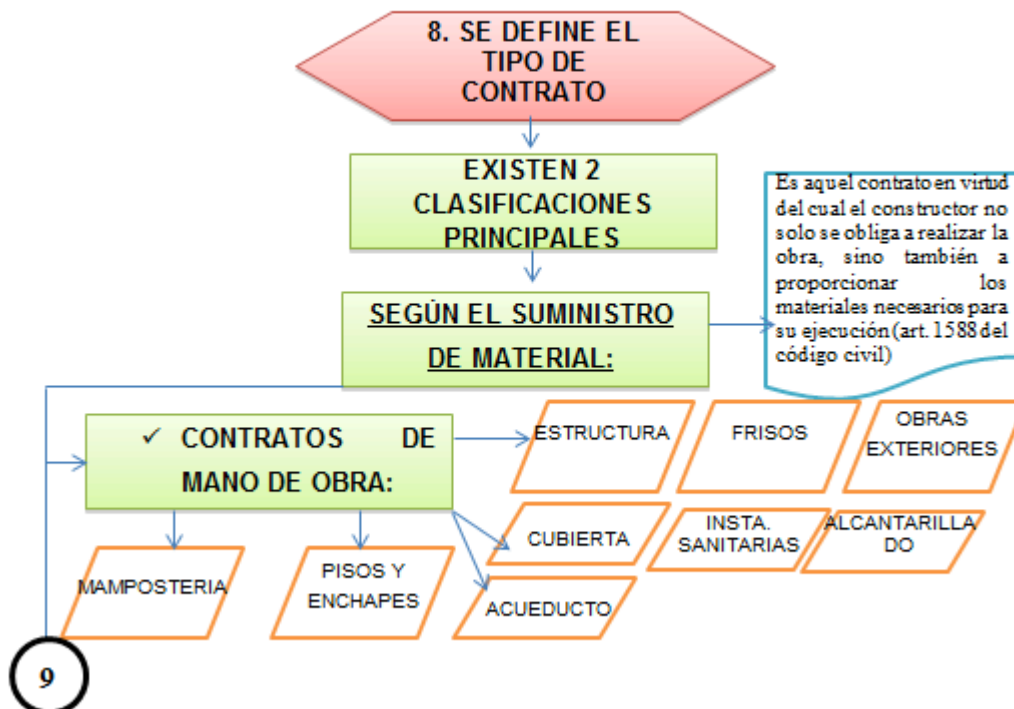 8. SE DEFINE EL
TIPO DE
CONTRATO
EXISTEN 2
CLASIFICACIONES
PRINCIPALES
SEGÚN EL SUMINISTRO
DE MATERIAL:
Es aquel contrato en virtud
del cual el constructor no
solo se obliga a realizar la
obra, sino también a
proporcionar los
materiales necesarios para
su ejecución (art. 1588 del
código civil)
✓ CONTRATOS DE
MANO DE OBRA:
ESTRUCTURA
FRISOS
OBRAS
EXTERIORES
CUBIERTA
INSTA.
SANITARIAS
ALCANTARILLA
DO
MAMPOSTERIA
PISOS Y
ENCHAPES
ACUEDUCTO
9